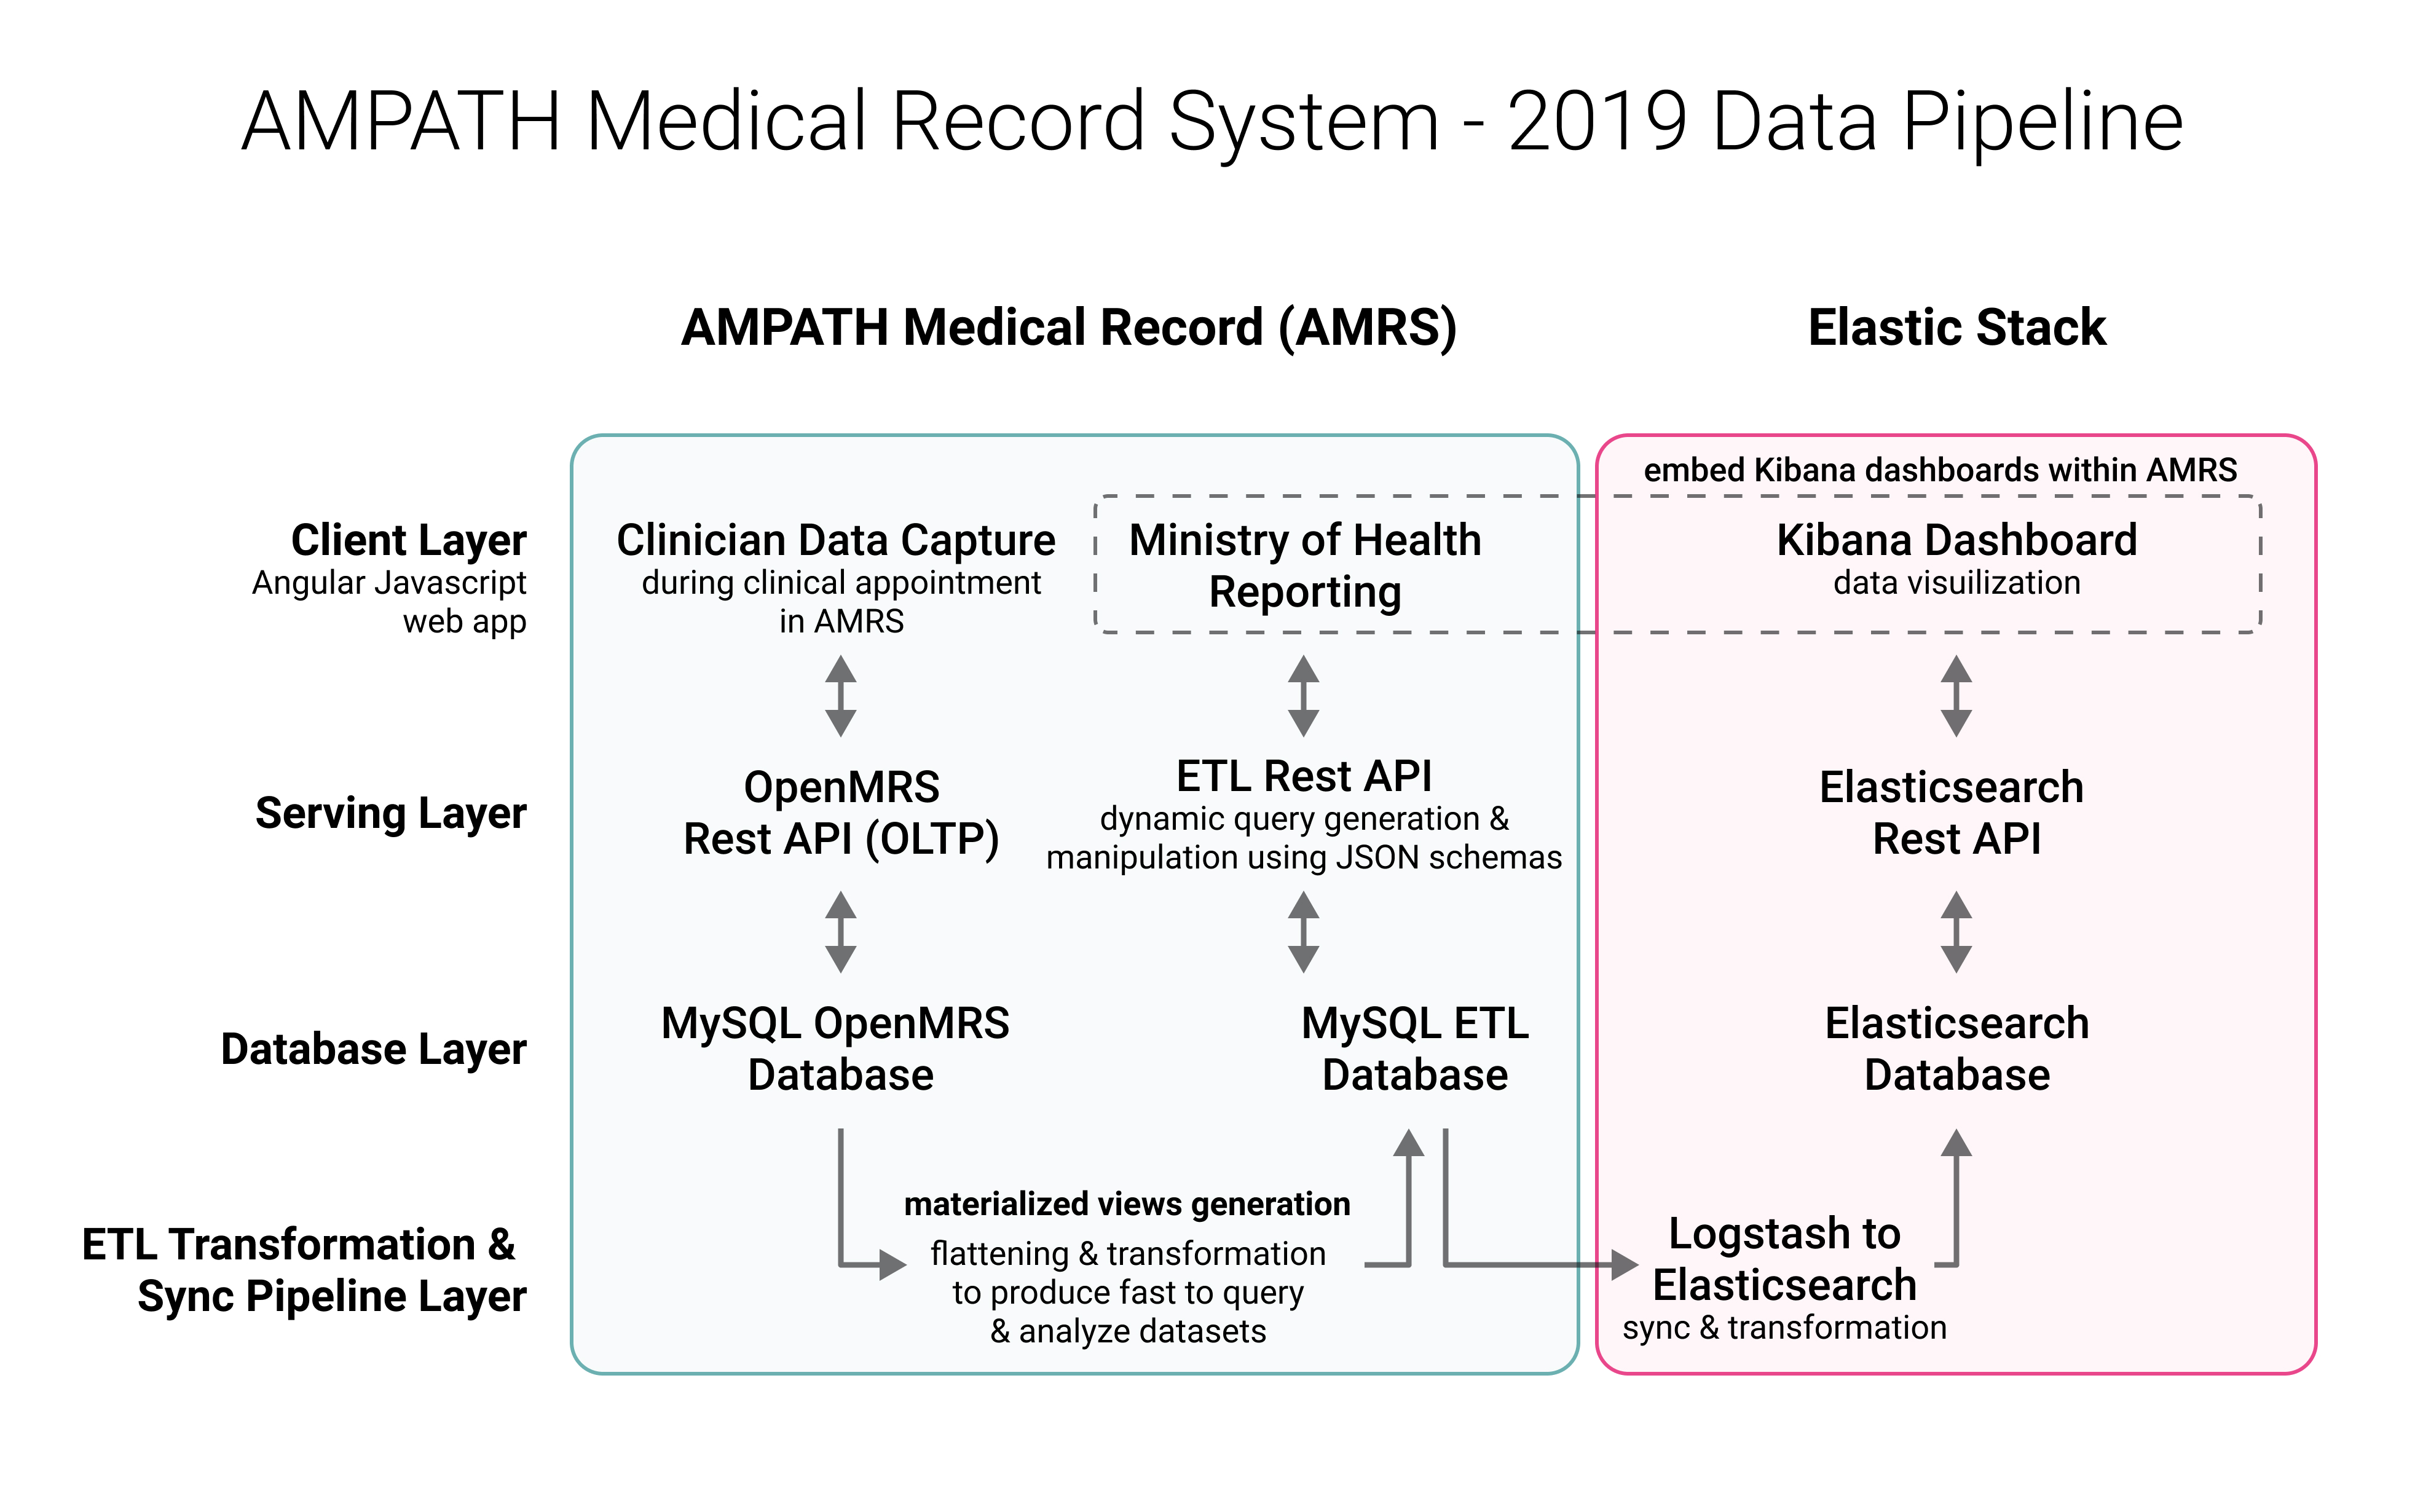 AMPATH Medical Record System - 2019 Data Pipeline
AMPATH Medical Record (AMRS)
Elastic Stack
embed Kibana dashboards within AMRS
Client Layer
Angular Javascript
web app
Clinician Data Capture
during clinical appointment
in AMRS
Ministry of Health
Reporting
Kibana Dashboard
data visuilization
Serving Layer
OpenMRS
Rest API (OLTP)
ETL Rest API
dynamic query generation &
manipulation using JSON schemas
Elasticsearch
Rest API
Database Layer
MySQL OpenMRS
Database
MySQL ETL
Database
Elasticsearch
Database
ETL Transformation &
Sync Pipeline Layer
materialized views generation
flattening & transformation
to produce fast to query
& analyze datasets
Logstash to
Elasticsearch
sync & transformation